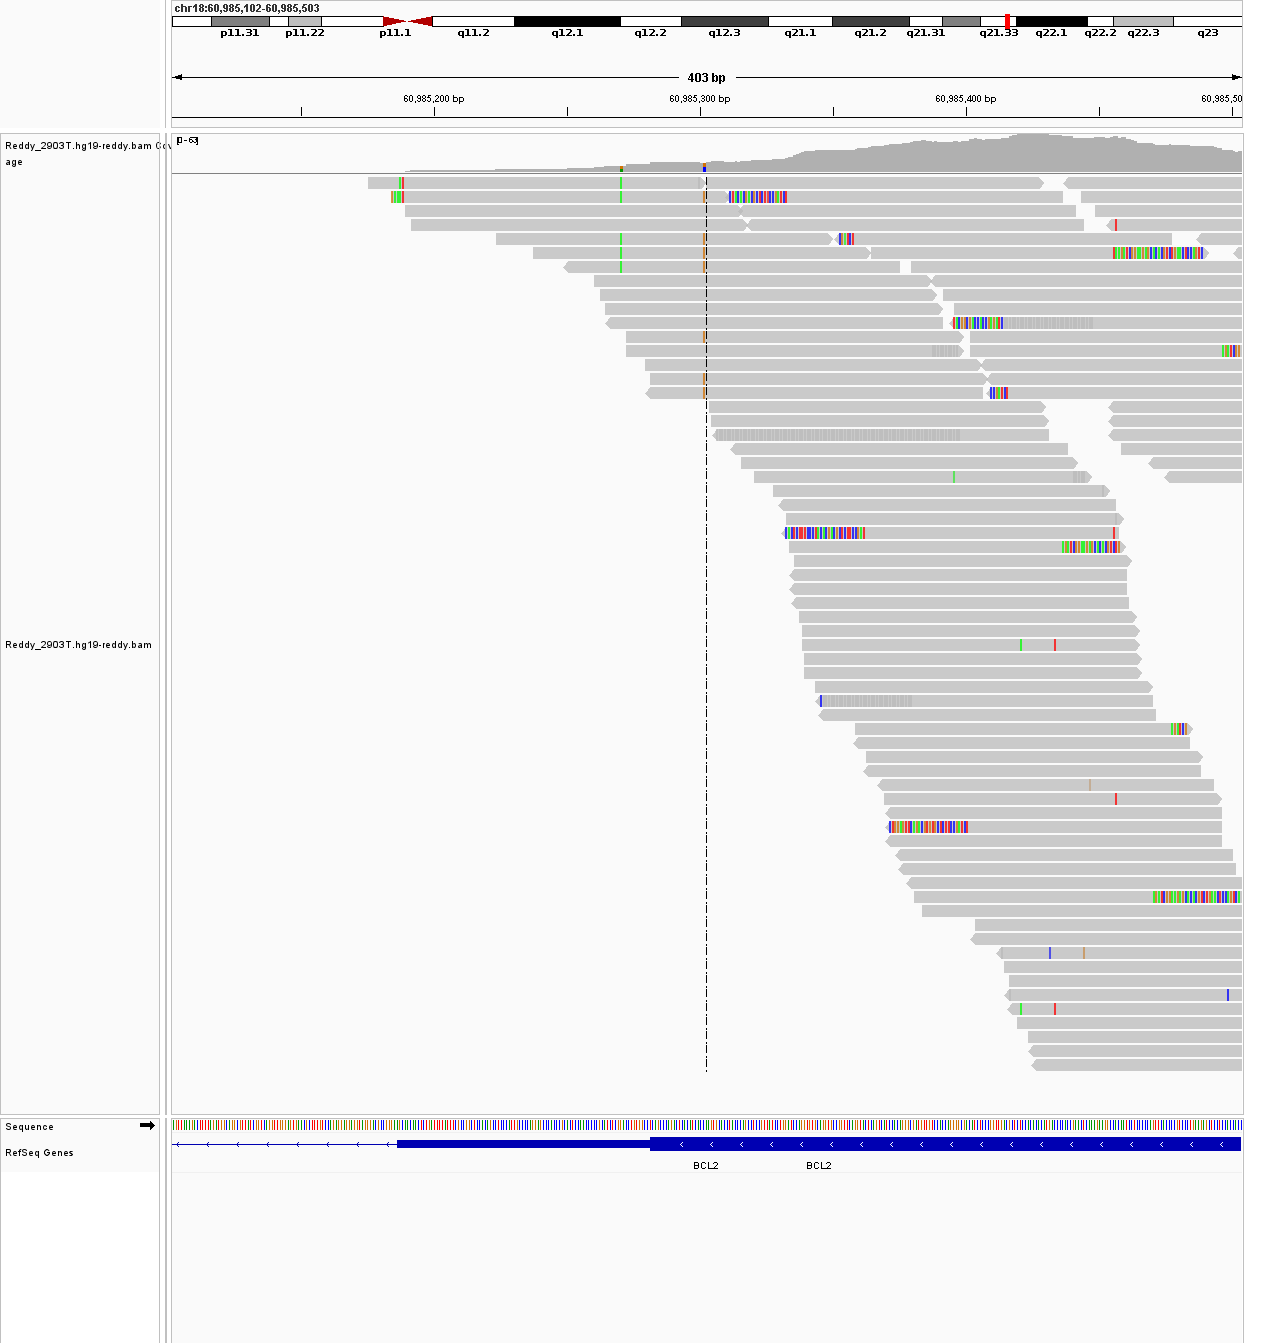 chr18:60,985,102-60,985,503
p11.31 p11.22 p11.1 q11.2 q12.1 q12.2 q12.3 q21.1 q21.2 q21.31 q21.33 q22.1 q22.2 q22.3 q23
403 bp
60,985,200 bp 60,985,300 bp 60,985,400 bp 60,985,50
Reddy_2903T.hg19-reddy.bam Cov
age
[0-63]
Reddy_2903T.hg19-reddy.bam
Sequence
RefSeq Genes
BCL2 BCL2